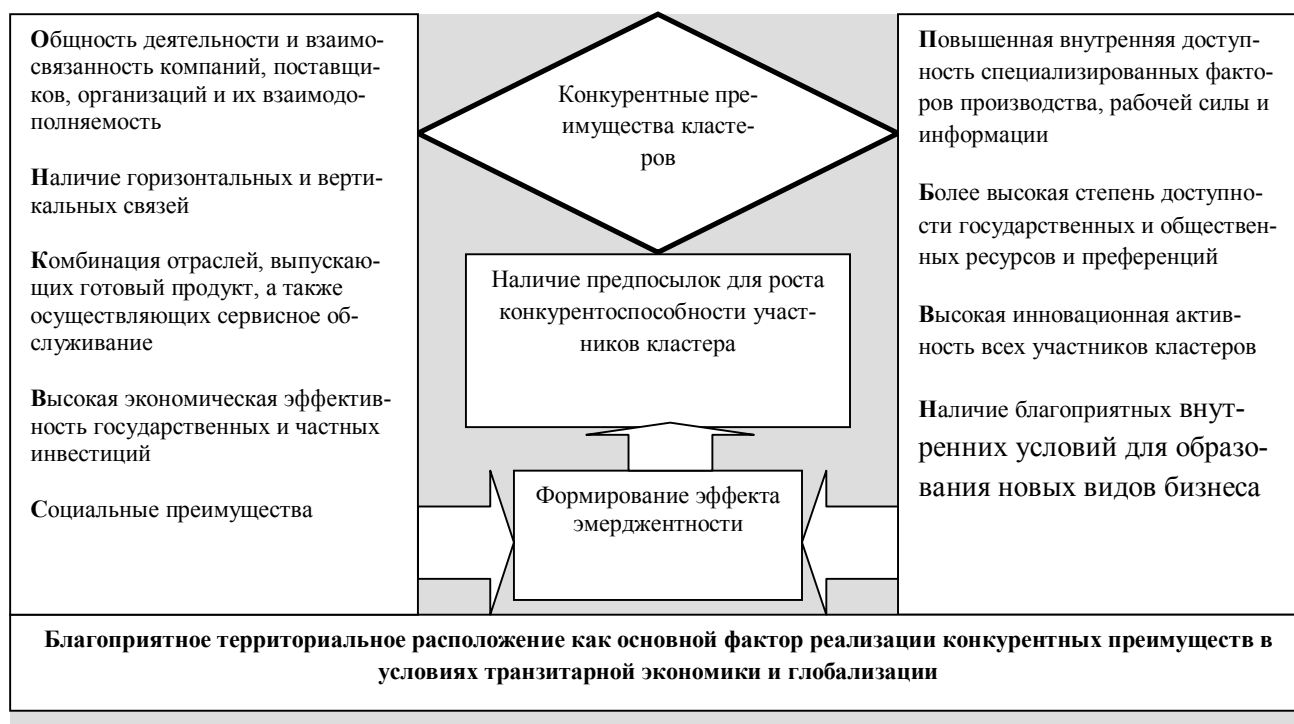 Общность деятельности и взаимо-
связанность компаний, поставщи-
ков, организаций и их взаимодо-
полняемость
Наличие горизонтальных и верти-
кальных связей
Комбинация отраслей, выпускаю-
щих готовый продукт, а также
осуществляющих сервисное об-
служивание
Высокая экономическая эффектив-
ность государственных и частных
инвестиций
Социальные преимущества
Конкурентные пре-
имущества класте-
ров
Наличие предпосылок для роста
конкурентоспособности участ-
ников кластера
Формирование эффекта
эмерджентности
Повышенная внутренняя доступ-
ность специализированных факто-
ров производства, рабочей силы и
информации
Более высокая степень доступно-
сти государственных и обществен-
ных ресурсов и преференций
Высокая инновационная актив-
ность всех участников кластеров
Наличие благоприятных внут-
ренних условий для образо-
вания новых видов бизнеса
Благоприятное территориальное расположение как основной фактор реализации конкурентных преимуществ в
условиях транзитарной экономики и глобализации